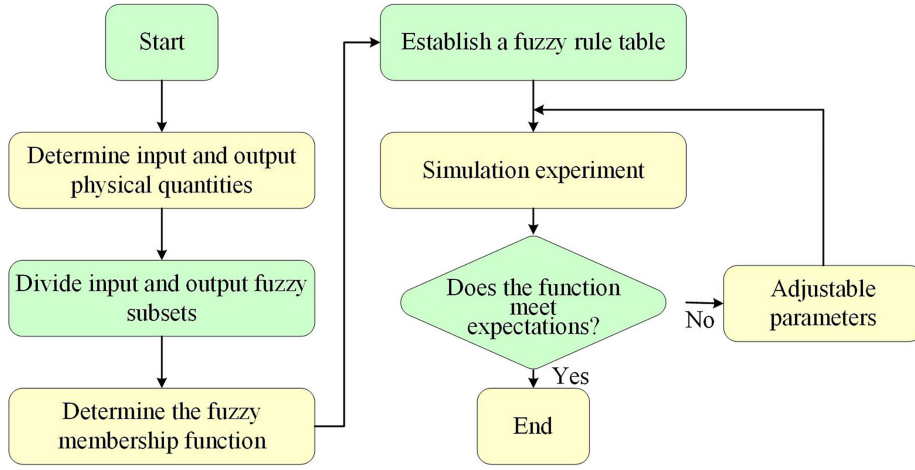 Start
Determine input and output
physical quantities
Divide input and output fuzzy
subsets
Determine the fuzzy
membership function
Establish a fuzzy rule table
Simulation experiment
Does the function
meet
expectations?
No
Adjustable
parameters
Yes
End